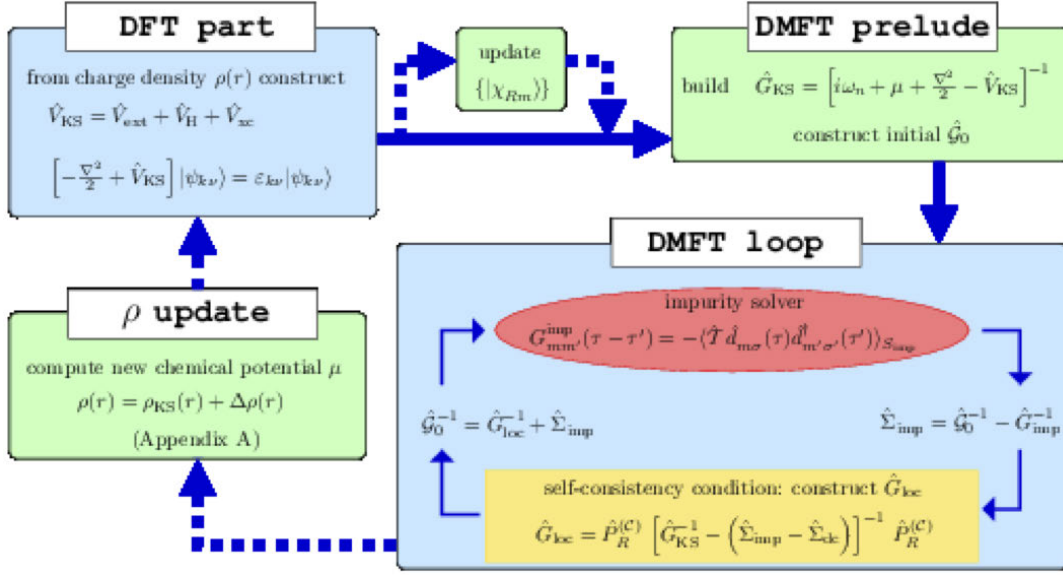 DFT part
from charge density ρ(r) construct
V̂_KS = V̂_ext + V̂_H + V̂_xc
[−∇²/2 + V̂_KS] |ψ_kν⟩ = ε_kν|ψ_kν⟩
update
{|χ_Rm⟩}
DMFT prelude
build Ĝ_KS = [iω_n + μ + ∇²/2 − V̂_KS]⁻¹
construct initial 𝒢̂_0
DMFT loop
impurity solver
G^imp_mm′(τ − τ′) = −⟨T̂ d̂_mσ(τ)d̂†_m′σ′(τ′)⟩_S_imp
𝒢̂_0⁻¹ = Ĝ_loc⁻¹ + Σ̂_imp
Σ̂_imp = 𝒢̂_0⁻¹ − Ĝ_imp⁻¹
self-consistency condition: construct Ĝ_loc
Ĝ_loc = P̂_R^(𝒞) [Ĝ_KS⁻¹ − (Σ̂_imp − Σ̂_dc)]⁻¹ P̂_R^(𝒞)
ρ update
compute new chemical potential μ
ρ(r) = ρ_KS(r) + Δρ(r)
(Appendix A)